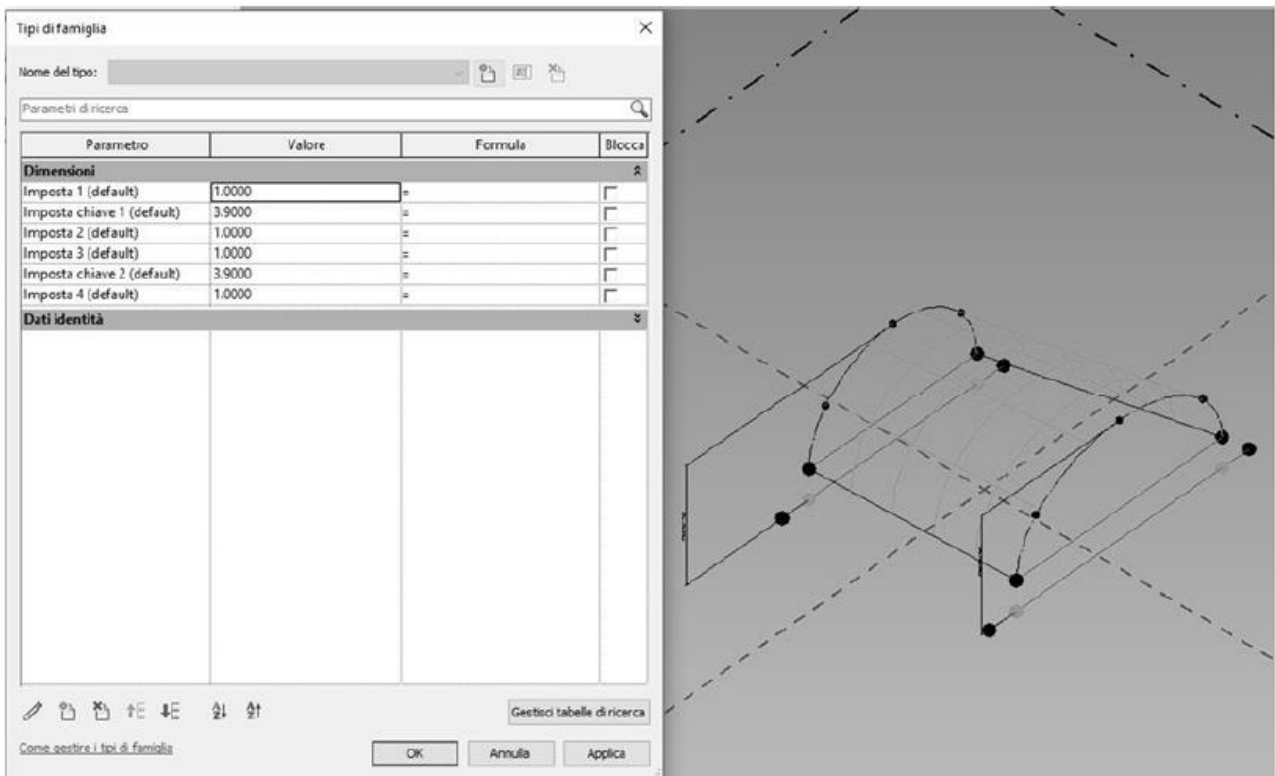 Tipi di famiglia
Nome del tipo:
Parametri di ricerca
Parametro Valore Formula Blocca
Dimensioni
Imposta 1 (default) 1.0000 =
Imposta chiave 1 (default) 3.9000 =
Imposta 2 (default) 1.0000 =
Imposta 3 (default) 1.0000 =
Imposta chiave 2 (default) 3.9000 =
Imposta 4 (default) 1.0000 =
Dati identità
Gestisci tabelle di ricerca
Come gestire i tipi di famiglia
OK Annulla Applica